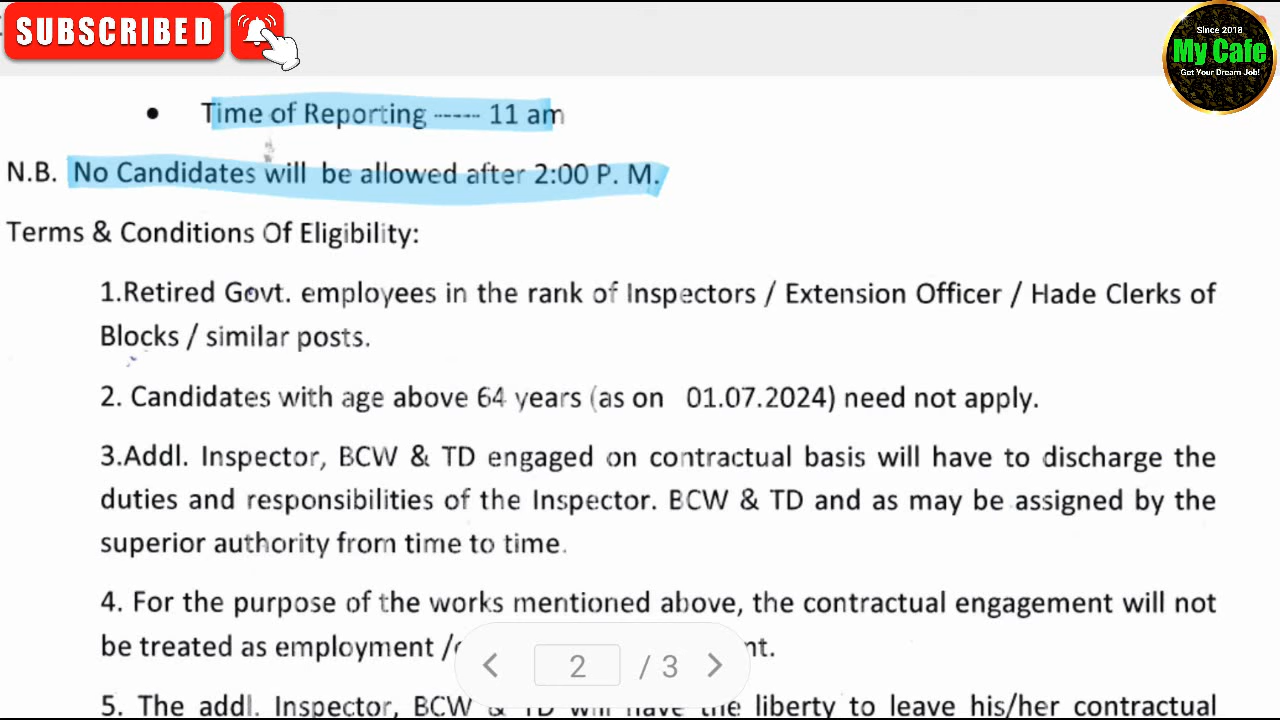 SUBSCRIBED
Since 2018
My Cafe
Get Your Dream Job!
• Time of Reporting ------ 11 am
N.B. No Candidates will be allowed after 2:00 P. M.
Terms & Conditions Of Eligibility:
1.Retired Govt. employees in the rank of Inspectors / Extension Officer / Hade Clerks of
Blocks / similar posts.
2. Candidates with age above 64 years (as on 01.07.2024) need not apply.
3.Addl. Inspector, BCW & TD engaged on contractual basis will have to discharge the
duties and responsibilities of the Inspector. BCW & TD and as may be assigned by the
superior authority from time to time.
4. For the purpose of the works mentioned above, the contractual engagement will not
be treated as employment /
2 / 3
5. The addl. Inspector, BCW & TD will have the liberty to leave his/her contractual